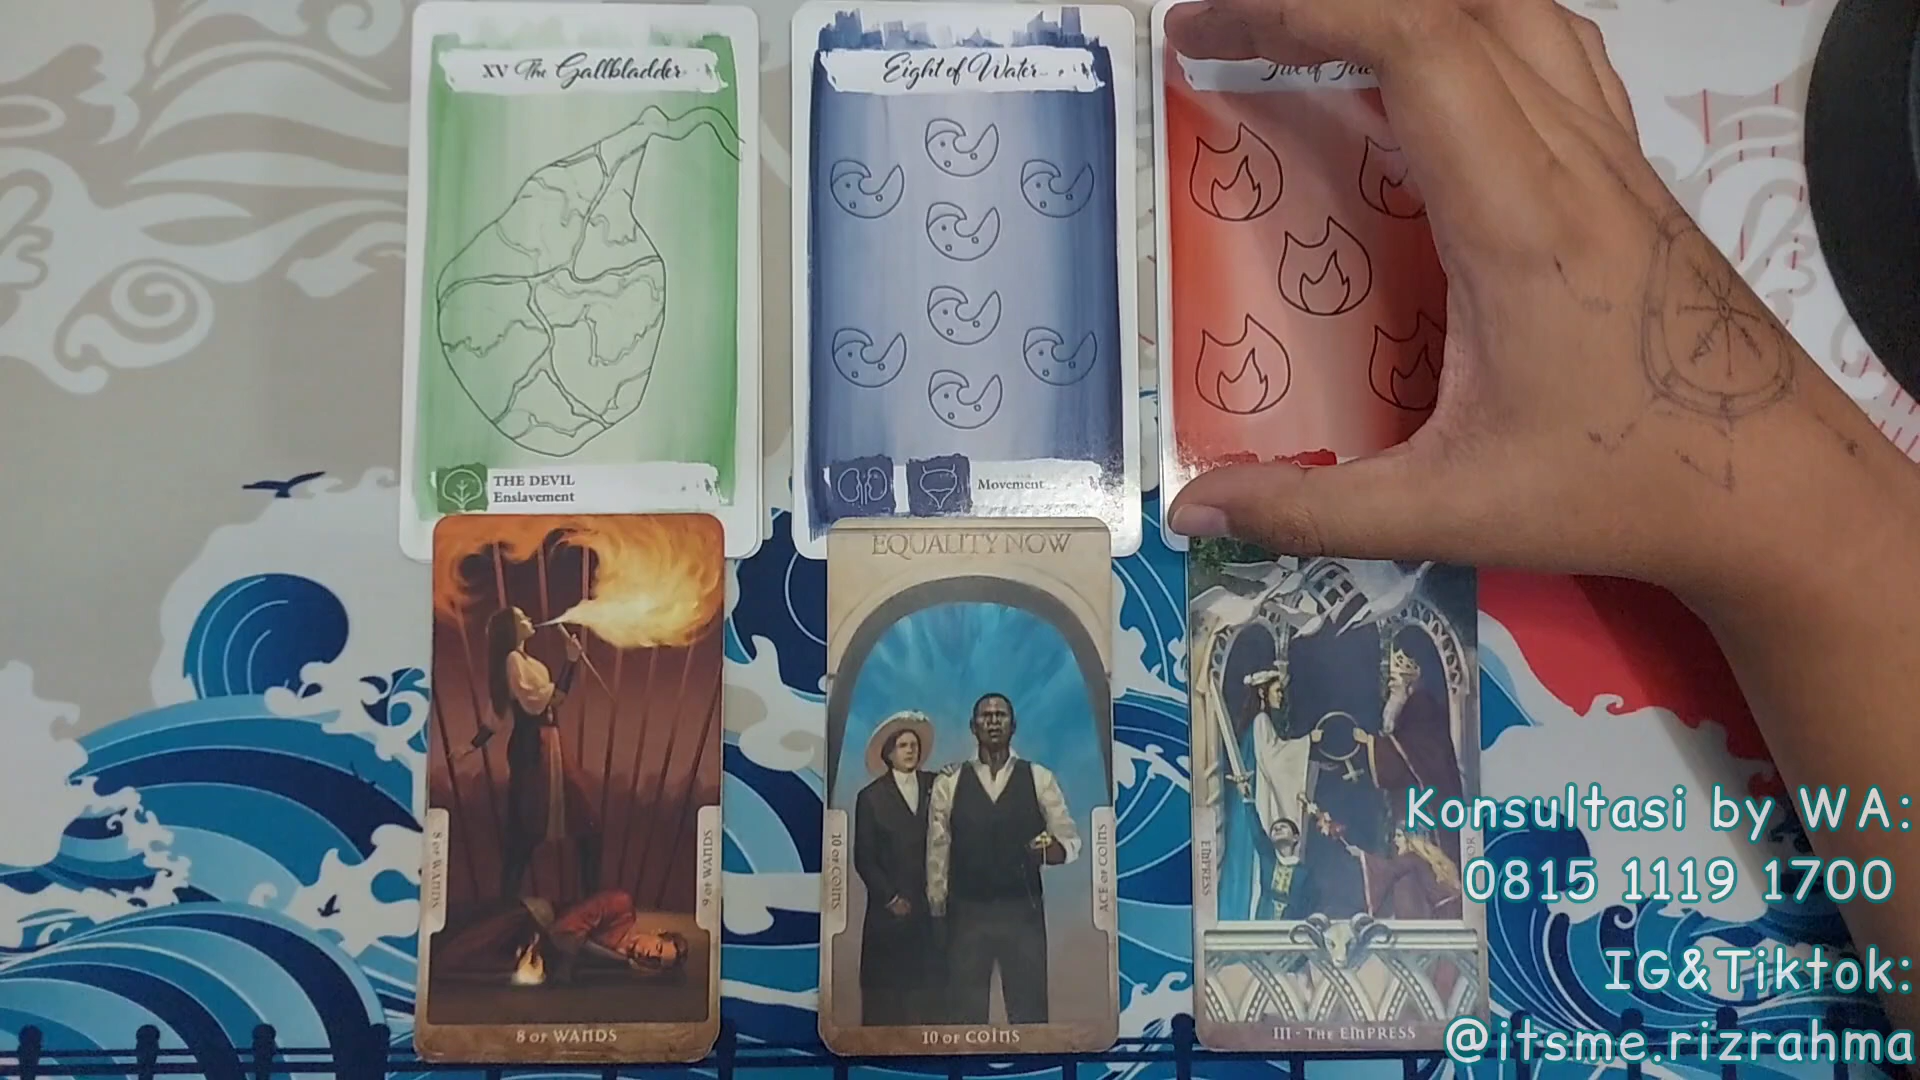 XV The Gallbladder
Eight of Water
THE DEVIL
Enslavement
Movement
EQUALITY NOW
8 OF WANDS
9 OF WANDS
8 OF WANDS
10 OF COINS
ACE OF COINS
10 OF COINS
EMPRESS
III - THE EMPRESS
Konsultasi by WA:
0815 1119 1700
IG&Tiktok:
@itsme.rizrahma